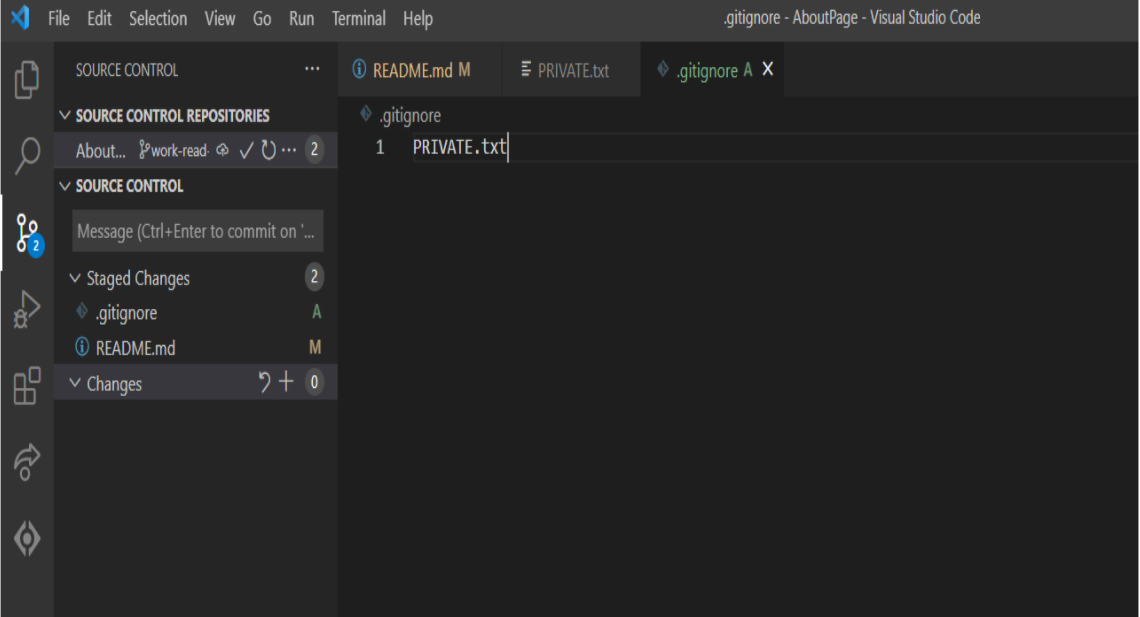 File Edit Selection View Go Run Terminal Help .gitignore - AboutPage - Visual Studio Code
SOURCE CONTROL ...
README.md M PRIVATE.txt .gitignore A X
SOURCE CONTROL REPOSITORIES
About... work-read- ... 2
SOURCE CONTROL
Message (Ctrl+Enter to commit on '...
Staged Changes 2
.gitignore A
README.md M
Changes 0
2
.gitignore
1 PRIVATE.txt